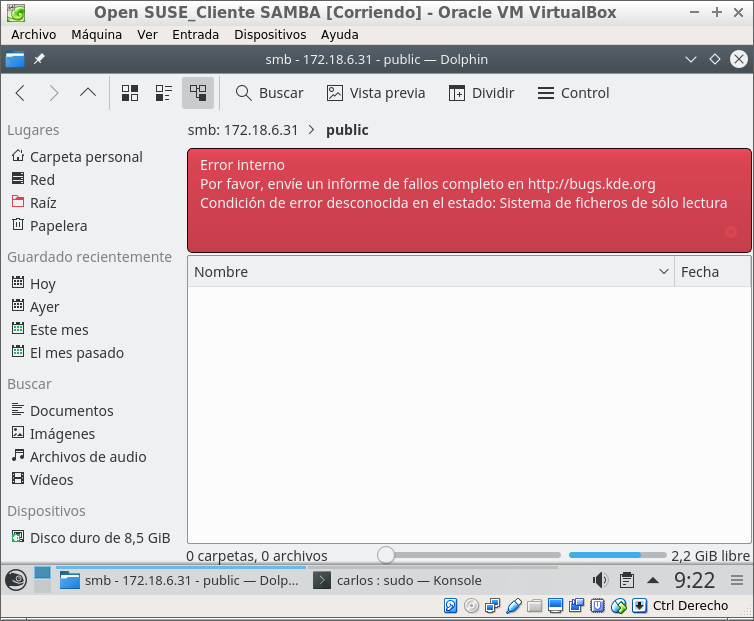 Open SUSE_Cliente SAMBA [Corriendo] - Oracle VM VirtualBox
Archivo Máquina Ver Entrada Dispositivos Ayuda
smb - 172.18.6.31 - public — Dolphin
Buscar Vista previa Dividir Control
Lugares
Carpeta personal
Red
Raíz
Papelera
Guardado recientemente
Hoy
Ayer
Este mes
El mes pasado
Buscar
Documentos
Imágenes
Archivos de audio
Vídeos
Dispositivos
Disco duro de 8,5 GiB
smb: 172.18.6.31 > public
Error interno
Por favor, envíe un informe de fallos completo en http://bugs.kde.org
Condición de error desconocida en el estado: Sistema de ficheros de sólo lectura
Nombre Fecha
0 carpetas, 0 archivos 2,2 GiB libre
smb - 172.18.6.31 - public — Dolp... carlos : sudo — Konsole 9:22
Ctrl Derecho